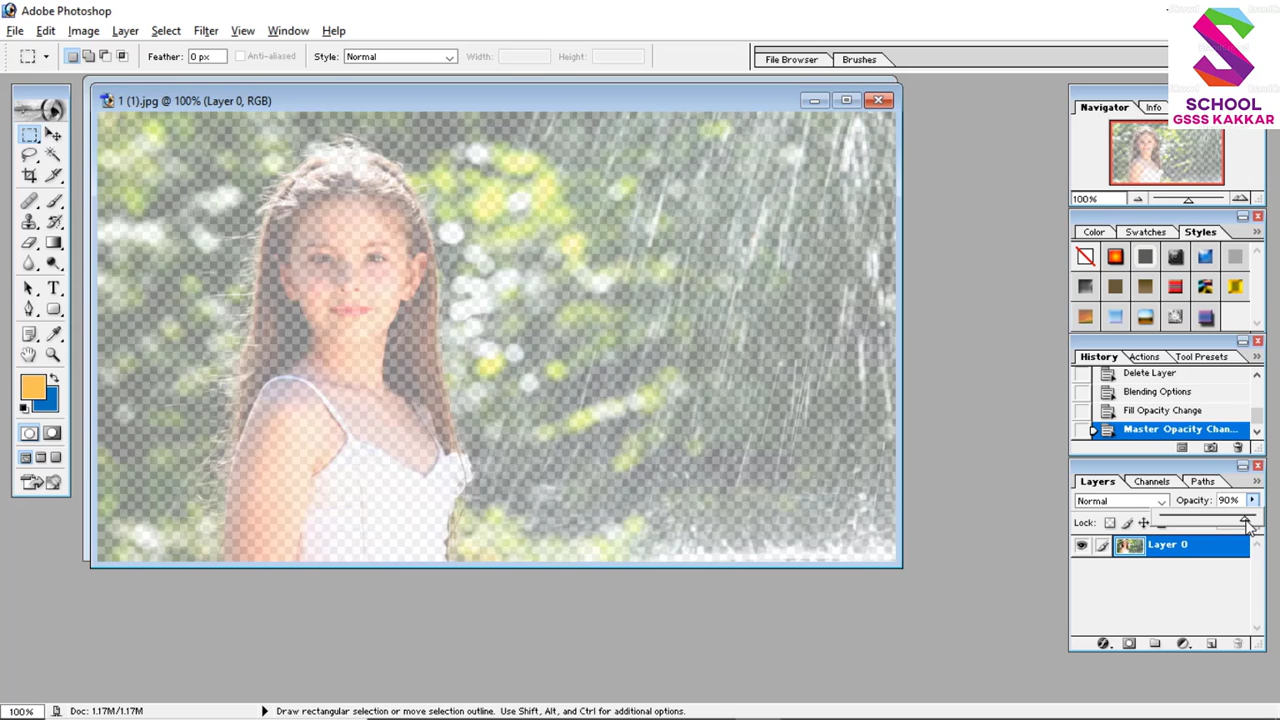 Adobe Photoshop
File Edit Image Layer Select Filter View Window Help
Feather: 0 px Anti-aliased Style: Normal Width: Height: File Browser Brushes
SCHOOL
GSSS KAKKAR
1 (1).jpg @ 100% (Layer 0, RGB)
Navigator Info
100%
Color Swatches Styles
History Actions Tool Presets
Delete Layer
Blending Options
Fill Opacity Change
Master Opacity Chan...
Layers Channels Paths
Normal Opacity: 90%
Lock:
Layer 0
100% Doc: 1.17M/1.17M Draw rectangular selection or move selection outline. Use Shift, Alt, and Ctrl for additional options.